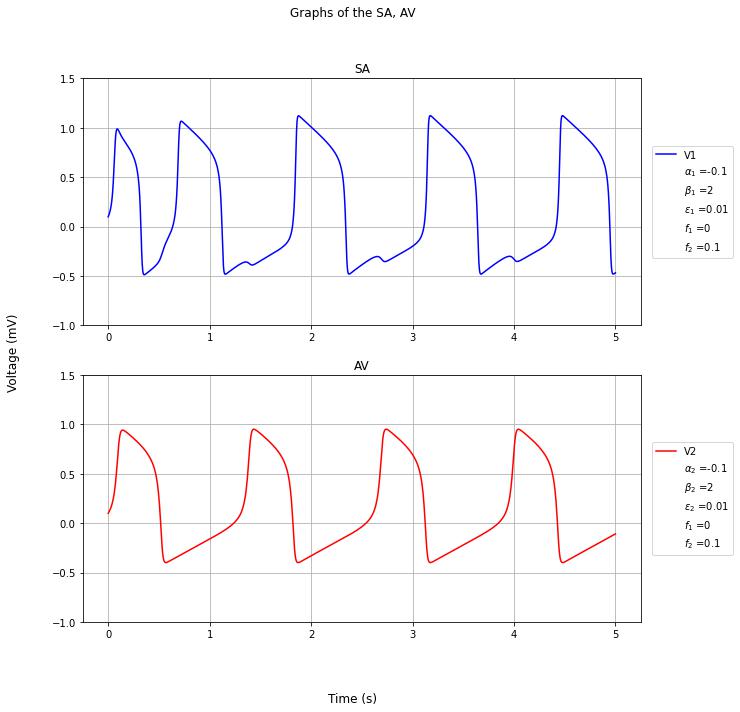 Graphs of the SA, AV
SA
1.5
1.0
0.5
0.0
−0.5
−1.0
0 1 2 3 4 5
V1
α₁ =-0.1
β₁ =2
ε₁ =0.01
f₁ =0
f₂ =0.1
Voltage (mV)
AV
1.5
1.0
0.5
0.0
−0.5
−1.0
0 1 2 3 4 5
V2
α₂ =-0.1
β₂ =2
ε₂ =0.01
f₁ =0
f₂ =0.1
Time (s)